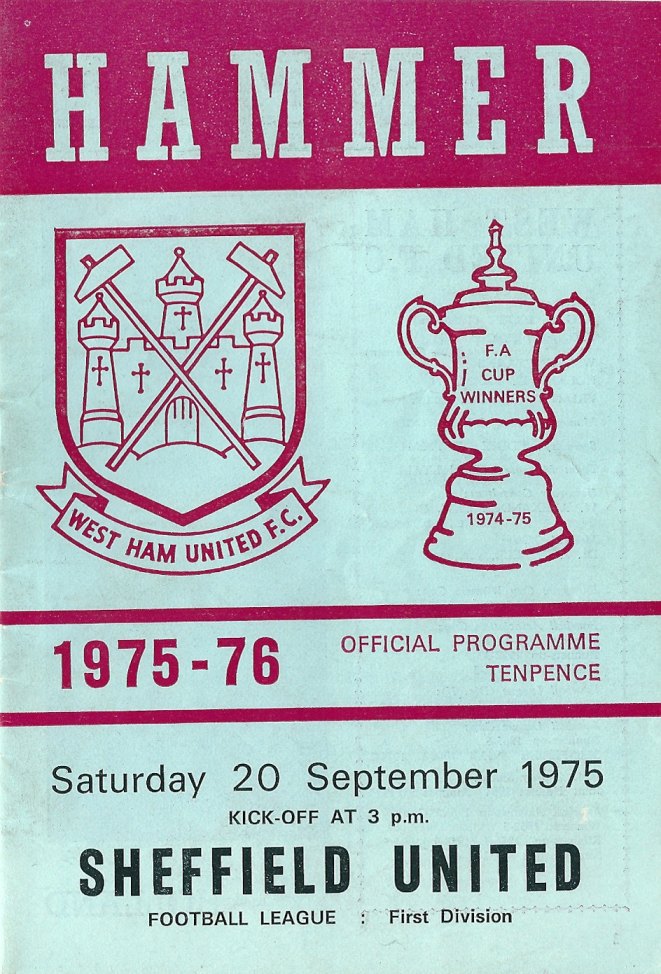 HAMMER
F.A
CUP
WINNERS
1974-75
WEST HAM UNITED F.C.
1975-76
OFFICIAL PROGRAMME
TENPENCE
Saturday 20 September 1975
KICK-OFF AT 3 p.m.
SHEFFIELD UNITED
FOOTBALL LEAGUE : First Division